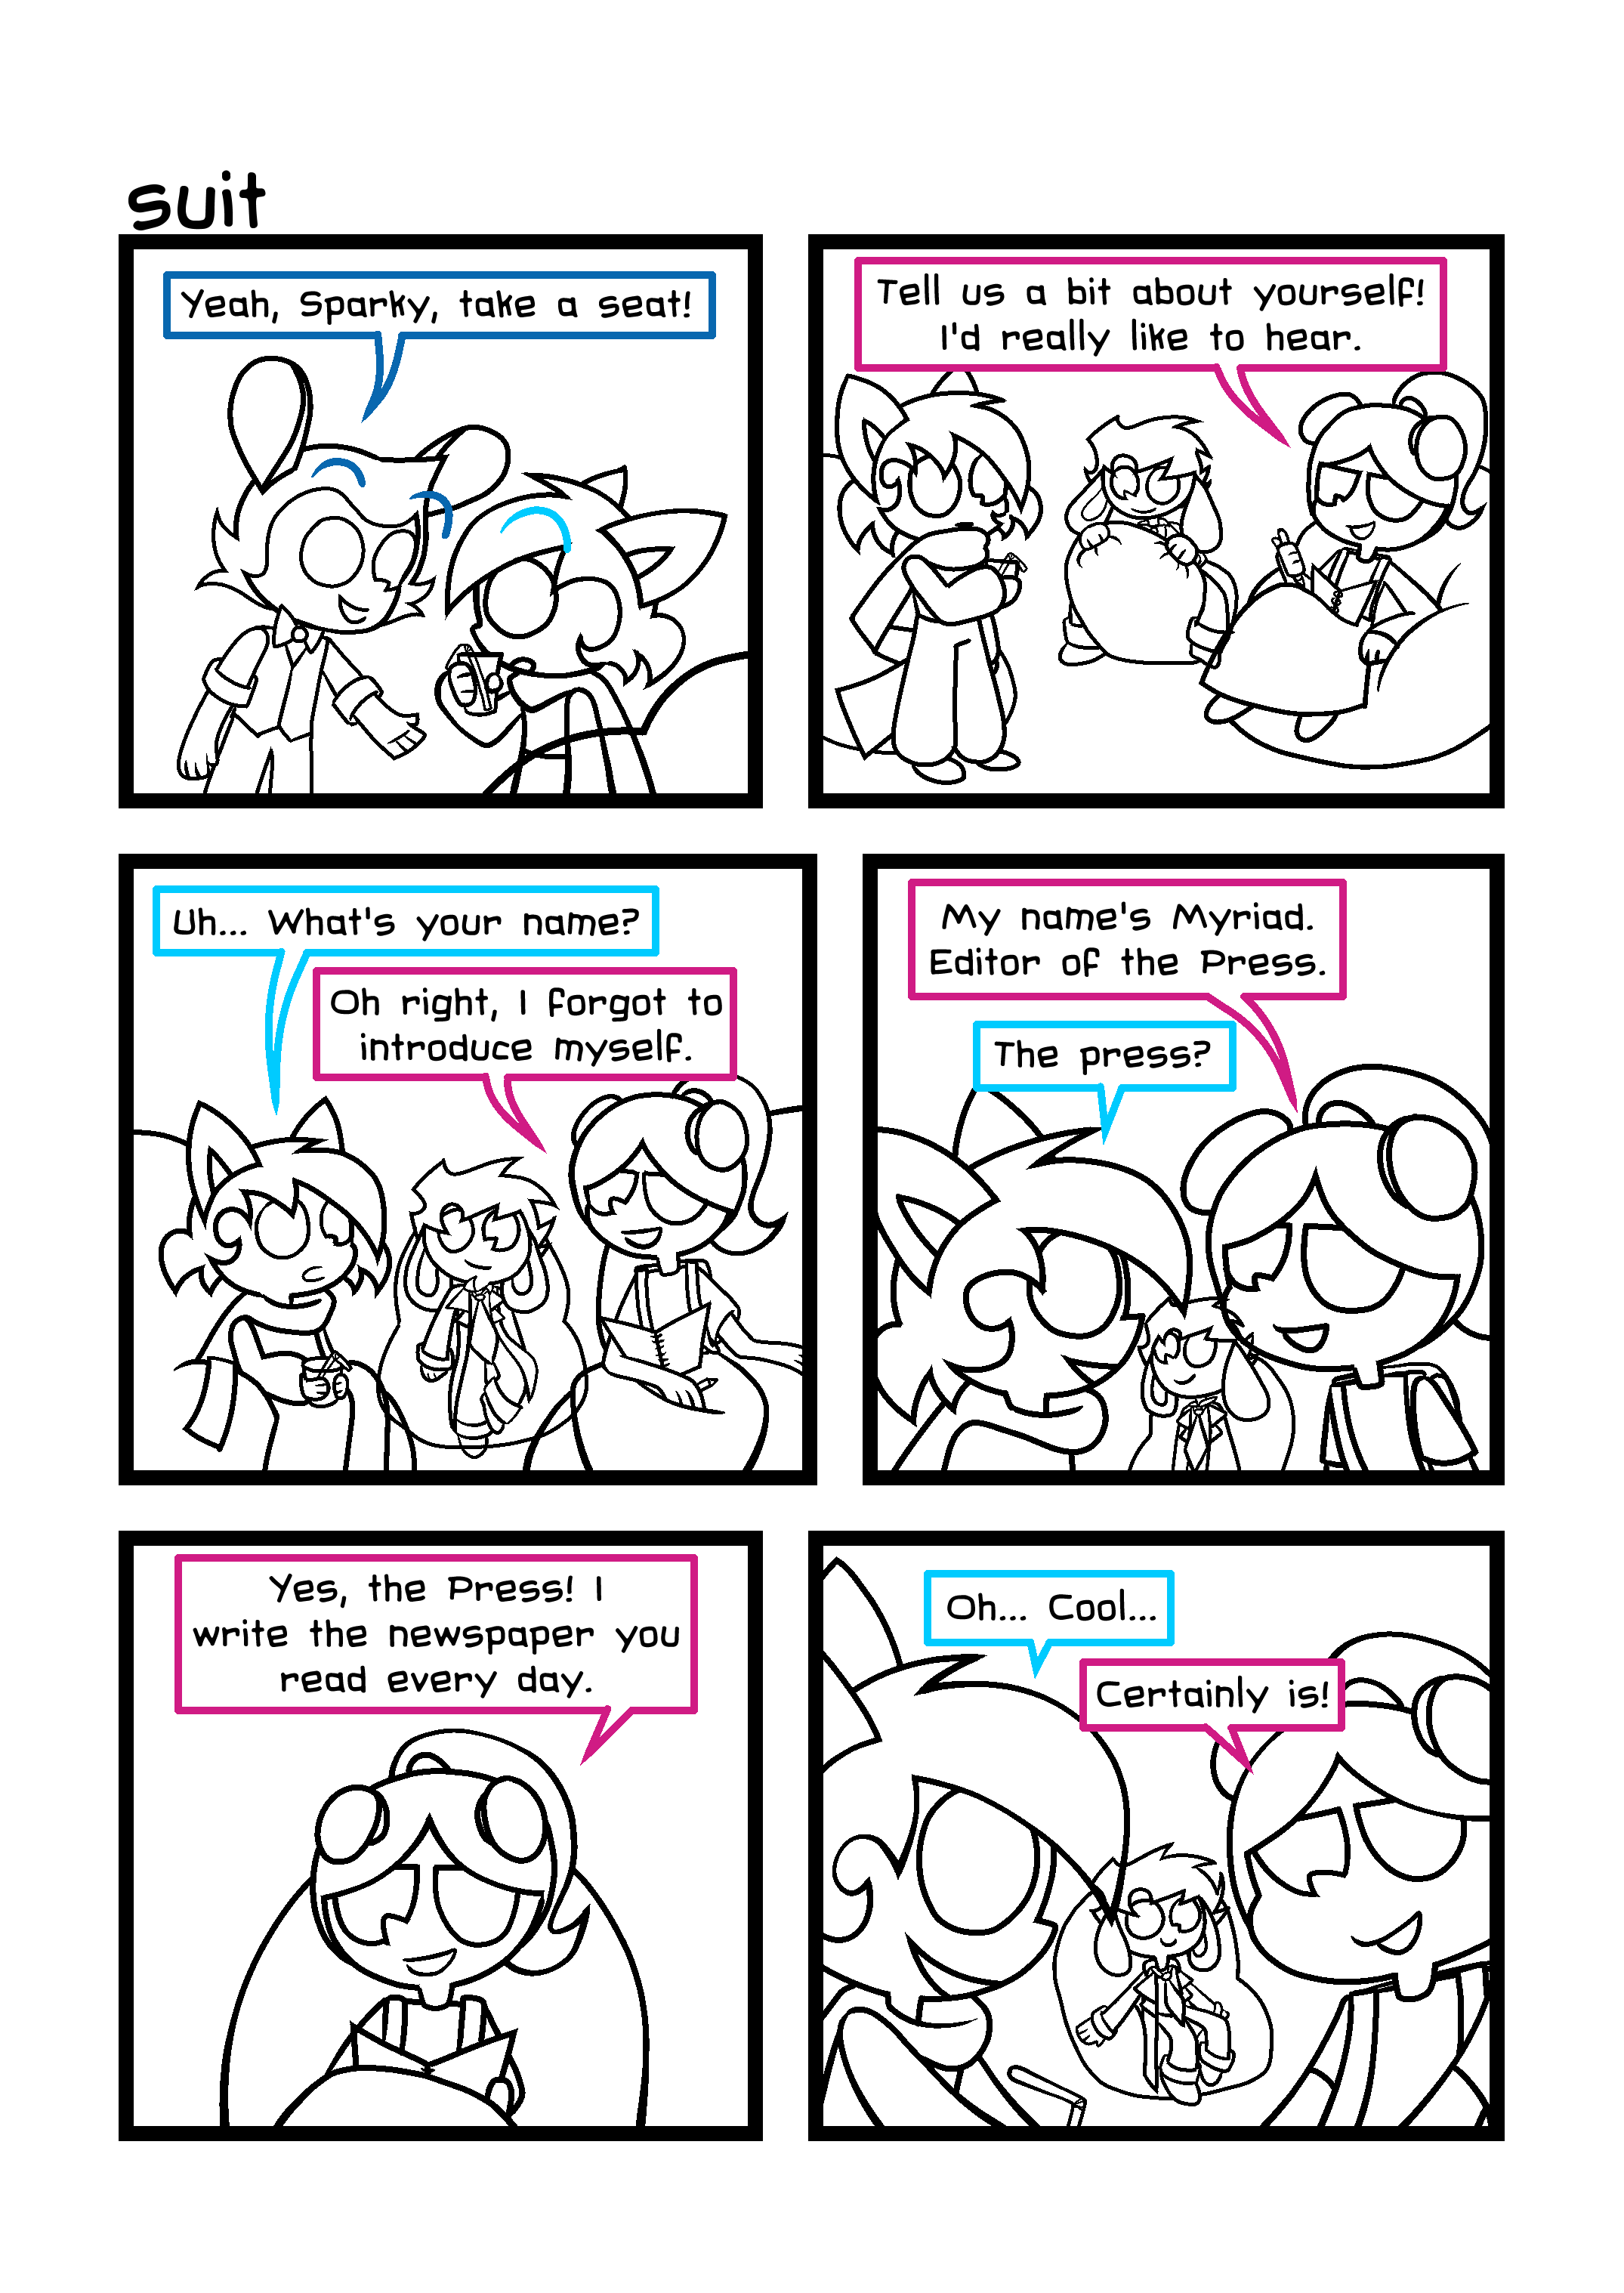 suit
Yeah, Sparky, take a seat!
Tell us a bit about yourself!
I'd really like to hear.
Uh... What's your name?
Oh right, I forgot to
introduce myself.
My name's Myriad.
Editor of the Press.
The press?
Yes, the Press! I
write the newspaper you
read every day.
Oh... Cool...
Certainly is!